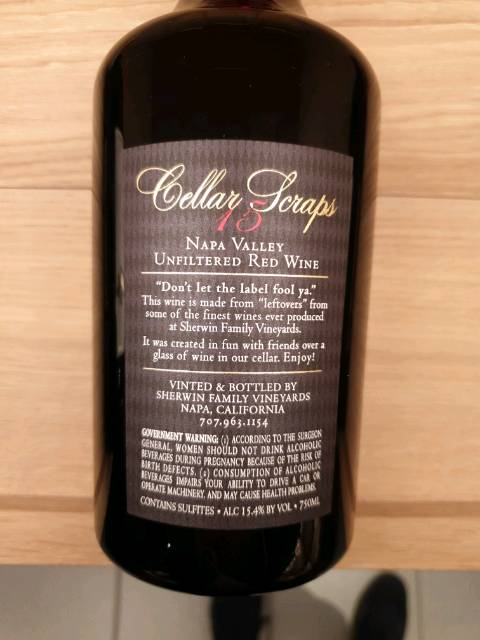 Cellar Scraps
15
NAPA VALLEY
UNFILTERED RED WINE
"Don't let the label fool ya."
This wine is made from "leftovers" from
some of the finest wines ever produced
at Sherwin Family Vineyards.
It was created in fun with friends over a
glass of wine in our cellar. Enjoy!
VINTED & BOTTLED BY
SHERWIN FAMILY VINEYARDS
NAPA, CALIFORNIA
707.963.1154
GOVERNMENT WARNING: (1) ACCORDING TO THE SURGEON
GENERAL, WOMEN SHOULD NOT DRINK ALCOHOLIC
BEVERAGES DURING PREGNANCY BECAUSE OF THE RISK OF
BIRTH DEFECTS. (2) CONSUMPTION OF ALCOHOLIC
BEVERAGES IMPAIRS YOUR ABILITY TO DRIVE A CAR OR
OPERATE MACHINERY, AND MAY CAUSE HEALTH PROBLEMS.
CONTAINS SULFITES • ALC 15.4% BY VOL • 750ML